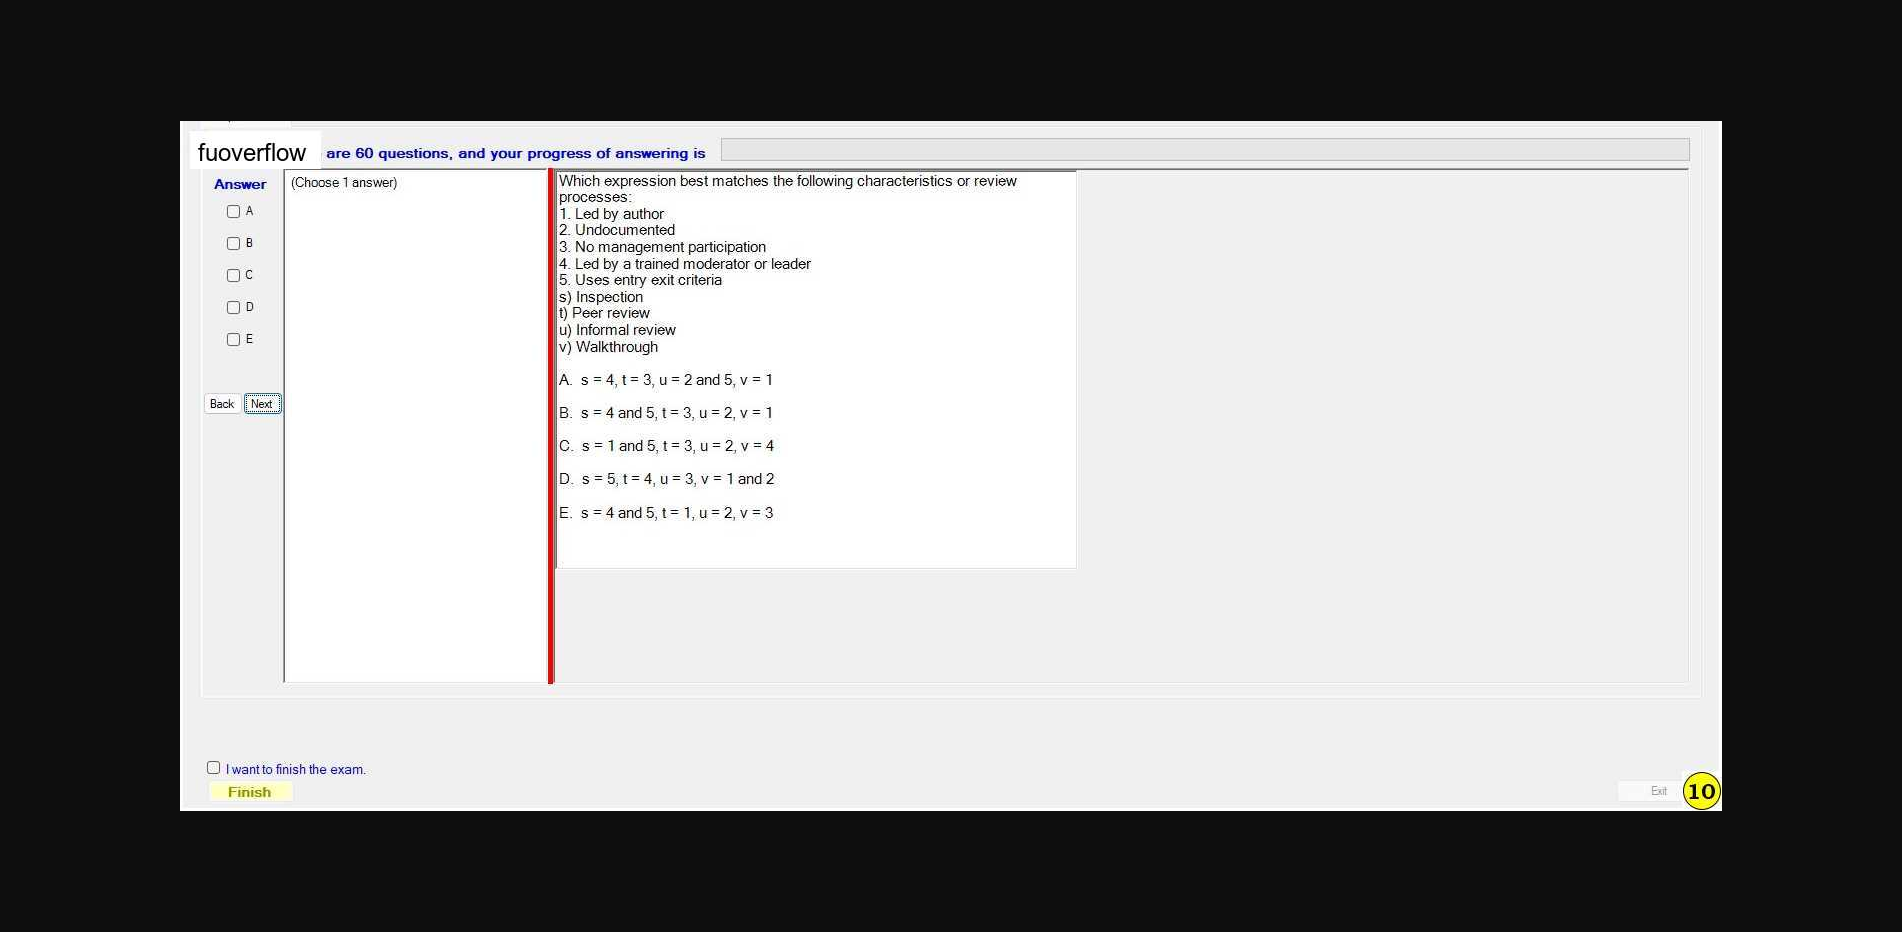 fuoverflow are 60 questions, and your progress of answering is
Answer
A
B
C
D
E
Back Next
(Choose 1 answer)
Which expression best matches the following characteristics or review
processes:
1. Led by author
2. Undocumented
3. No management participation
4. Led by a trained moderator or leader
5. Uses entry exit criteria
s) Inspection
t) Peer review
u) Informal review
v) Walkthrough
A. s = 4, t = 3, u = 2 and 5, v = 1
B. s = 4 and 5, t = 3, u = 2, v = 1
C. s = 1 and 5, t = 3, u = 2, v = 4
D. s = 5, t = 4, u = 3, v = 1 and 2
E. s = 4 and 5, t = 1, u = 2, v = 3
I want to finish the exam.
Finish
Exit
10